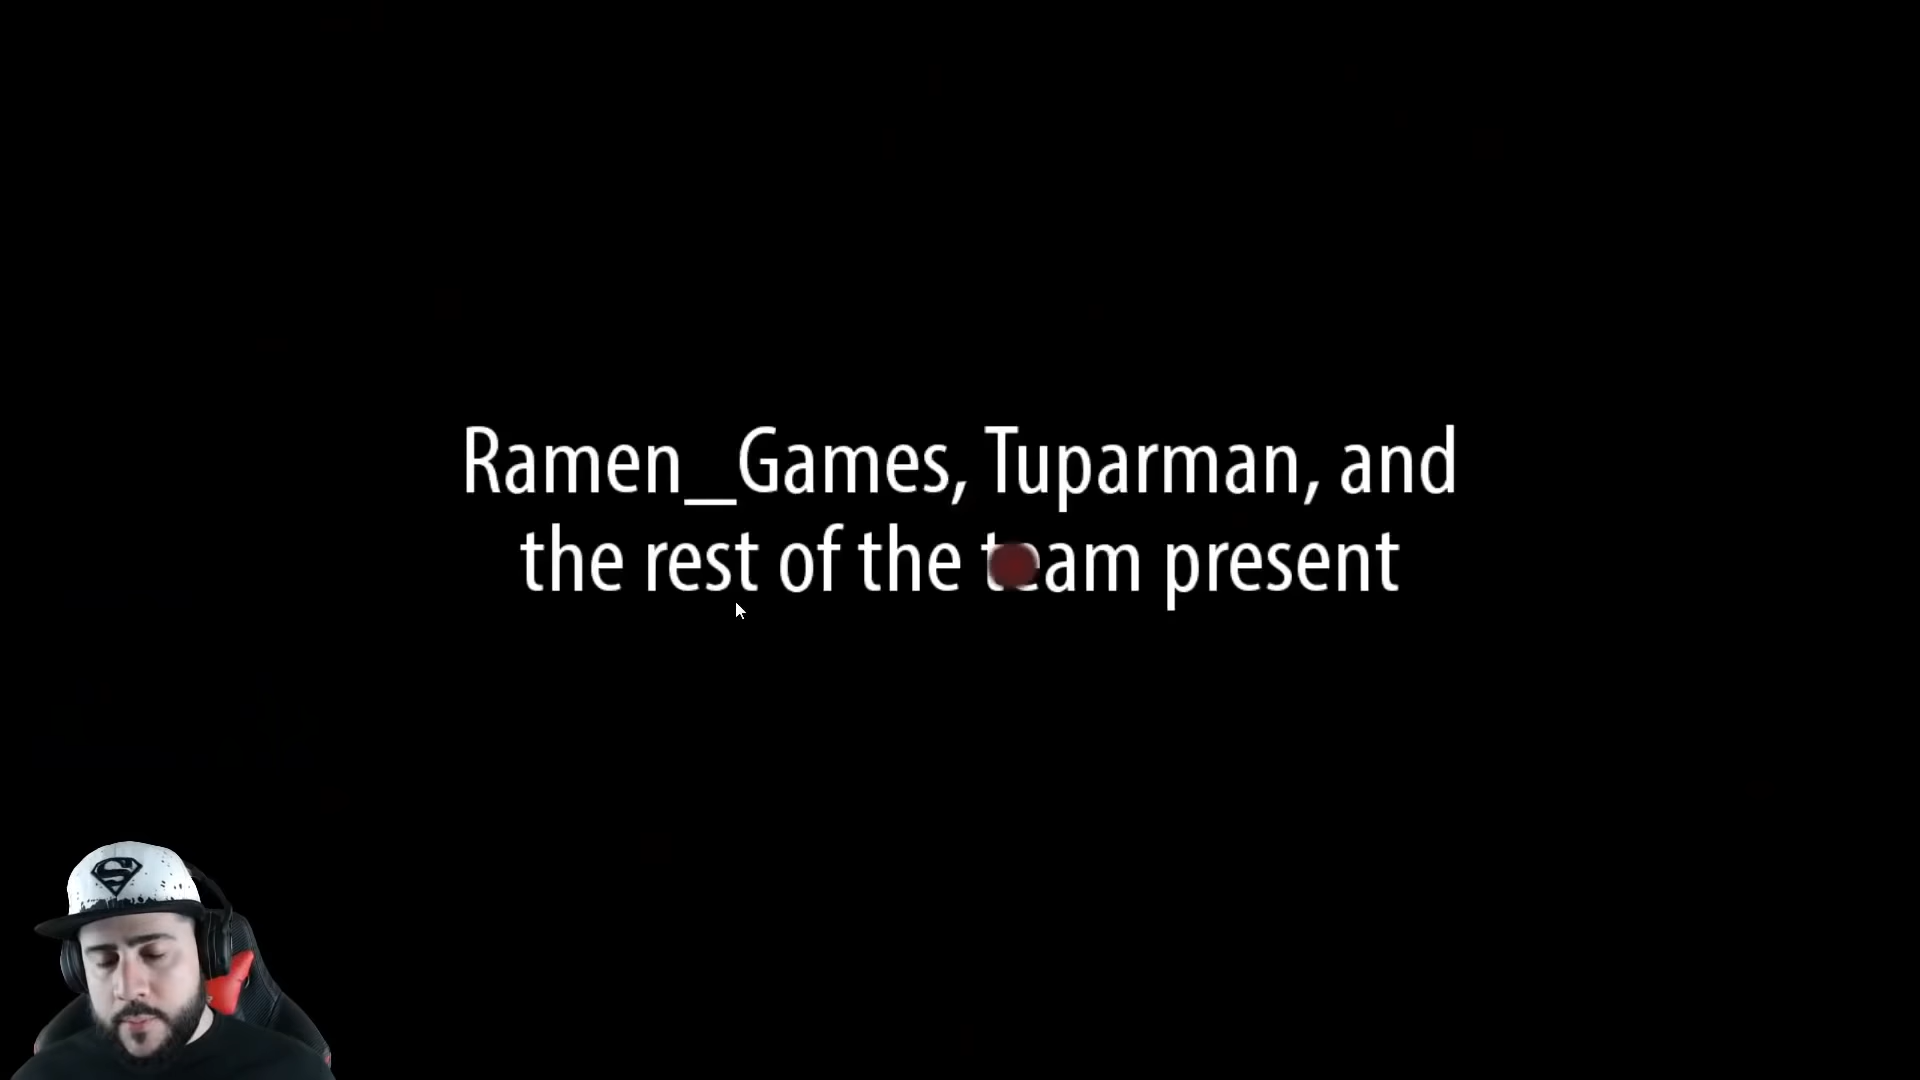 Ramen_Games, Tuparman, and
the rest of the team present